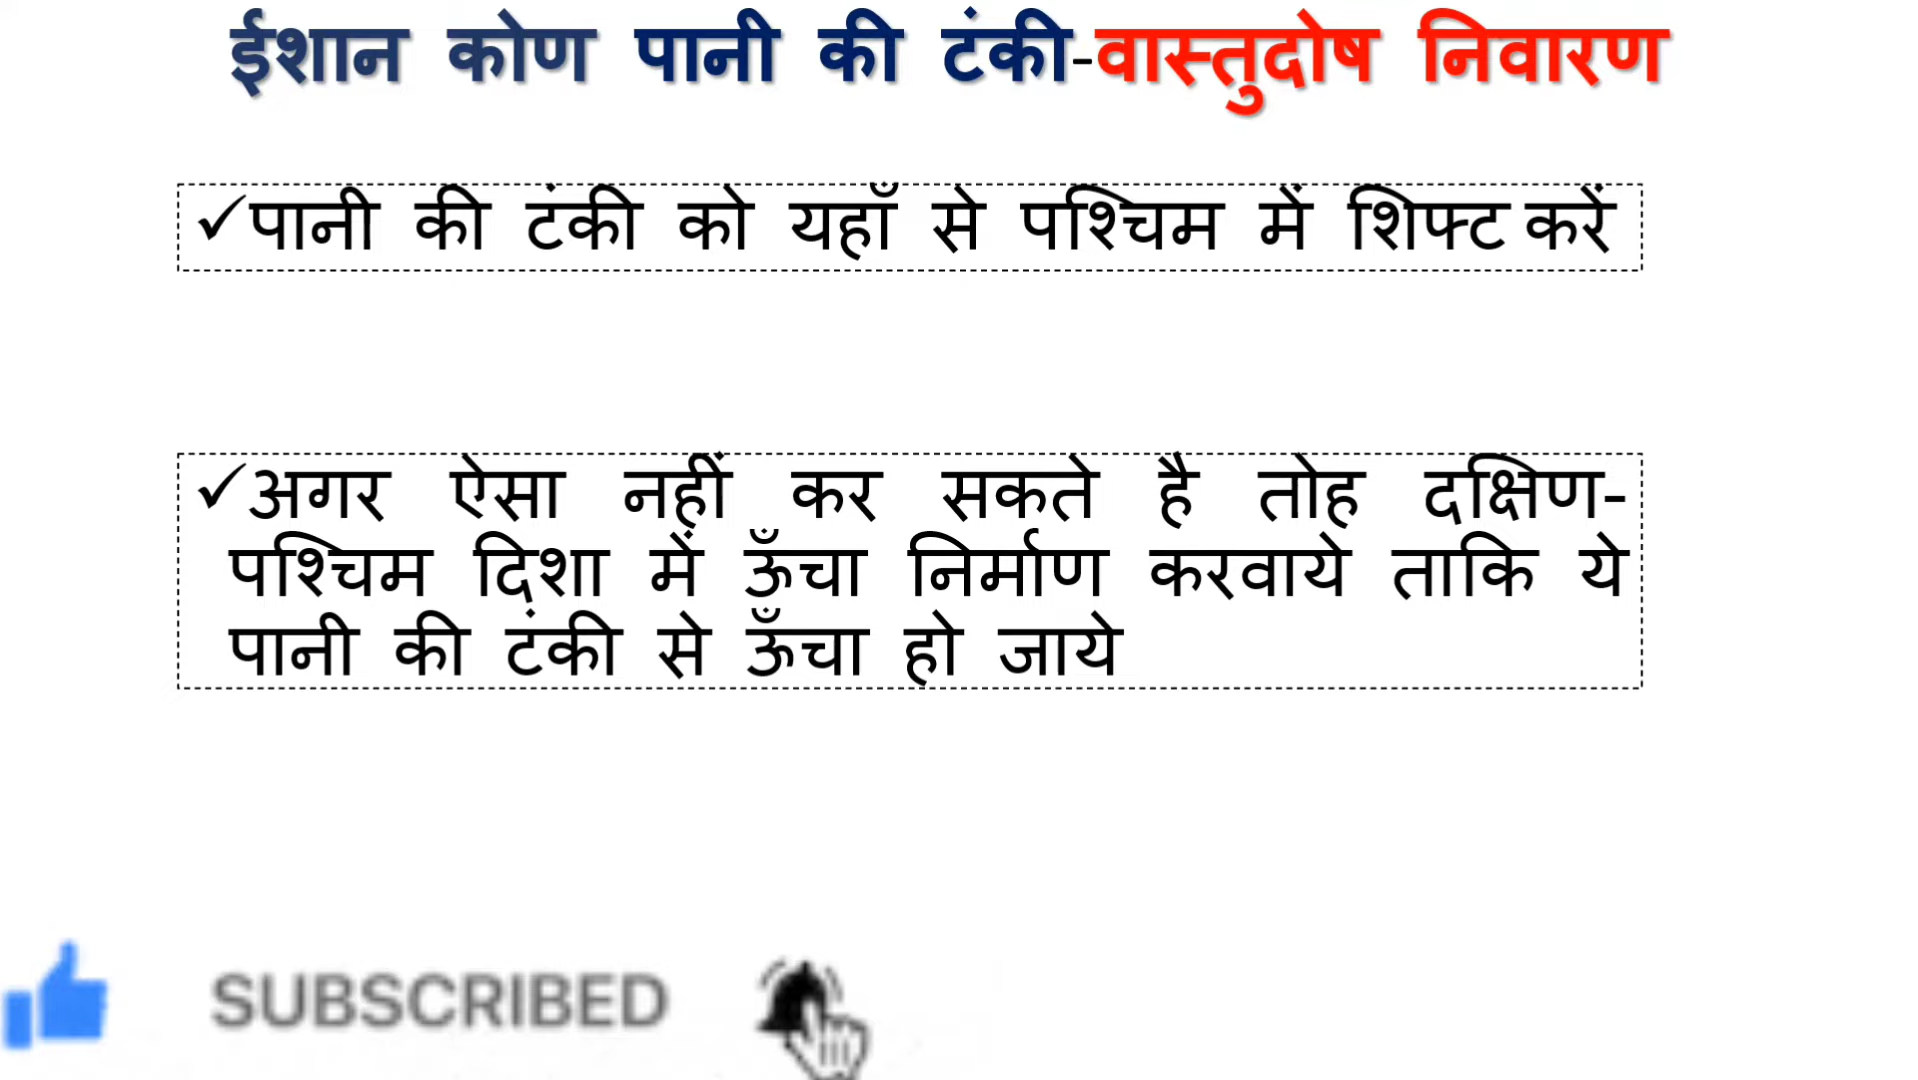 ईशान कोण पानी की टंकी-वास्तुदोष निवारण
✓पानी की टंकी को यहाँ से पश्चिम में शिफ्ट करें
✓अगर ऐसा नहीं कर सकते है तोह दक्षिण-
पश्चिम दिशा में ऊँचा निर्माण करवाये ताकि ये
पानी की टंकी से ऊँचा हो जाये
SUBSCRIBED